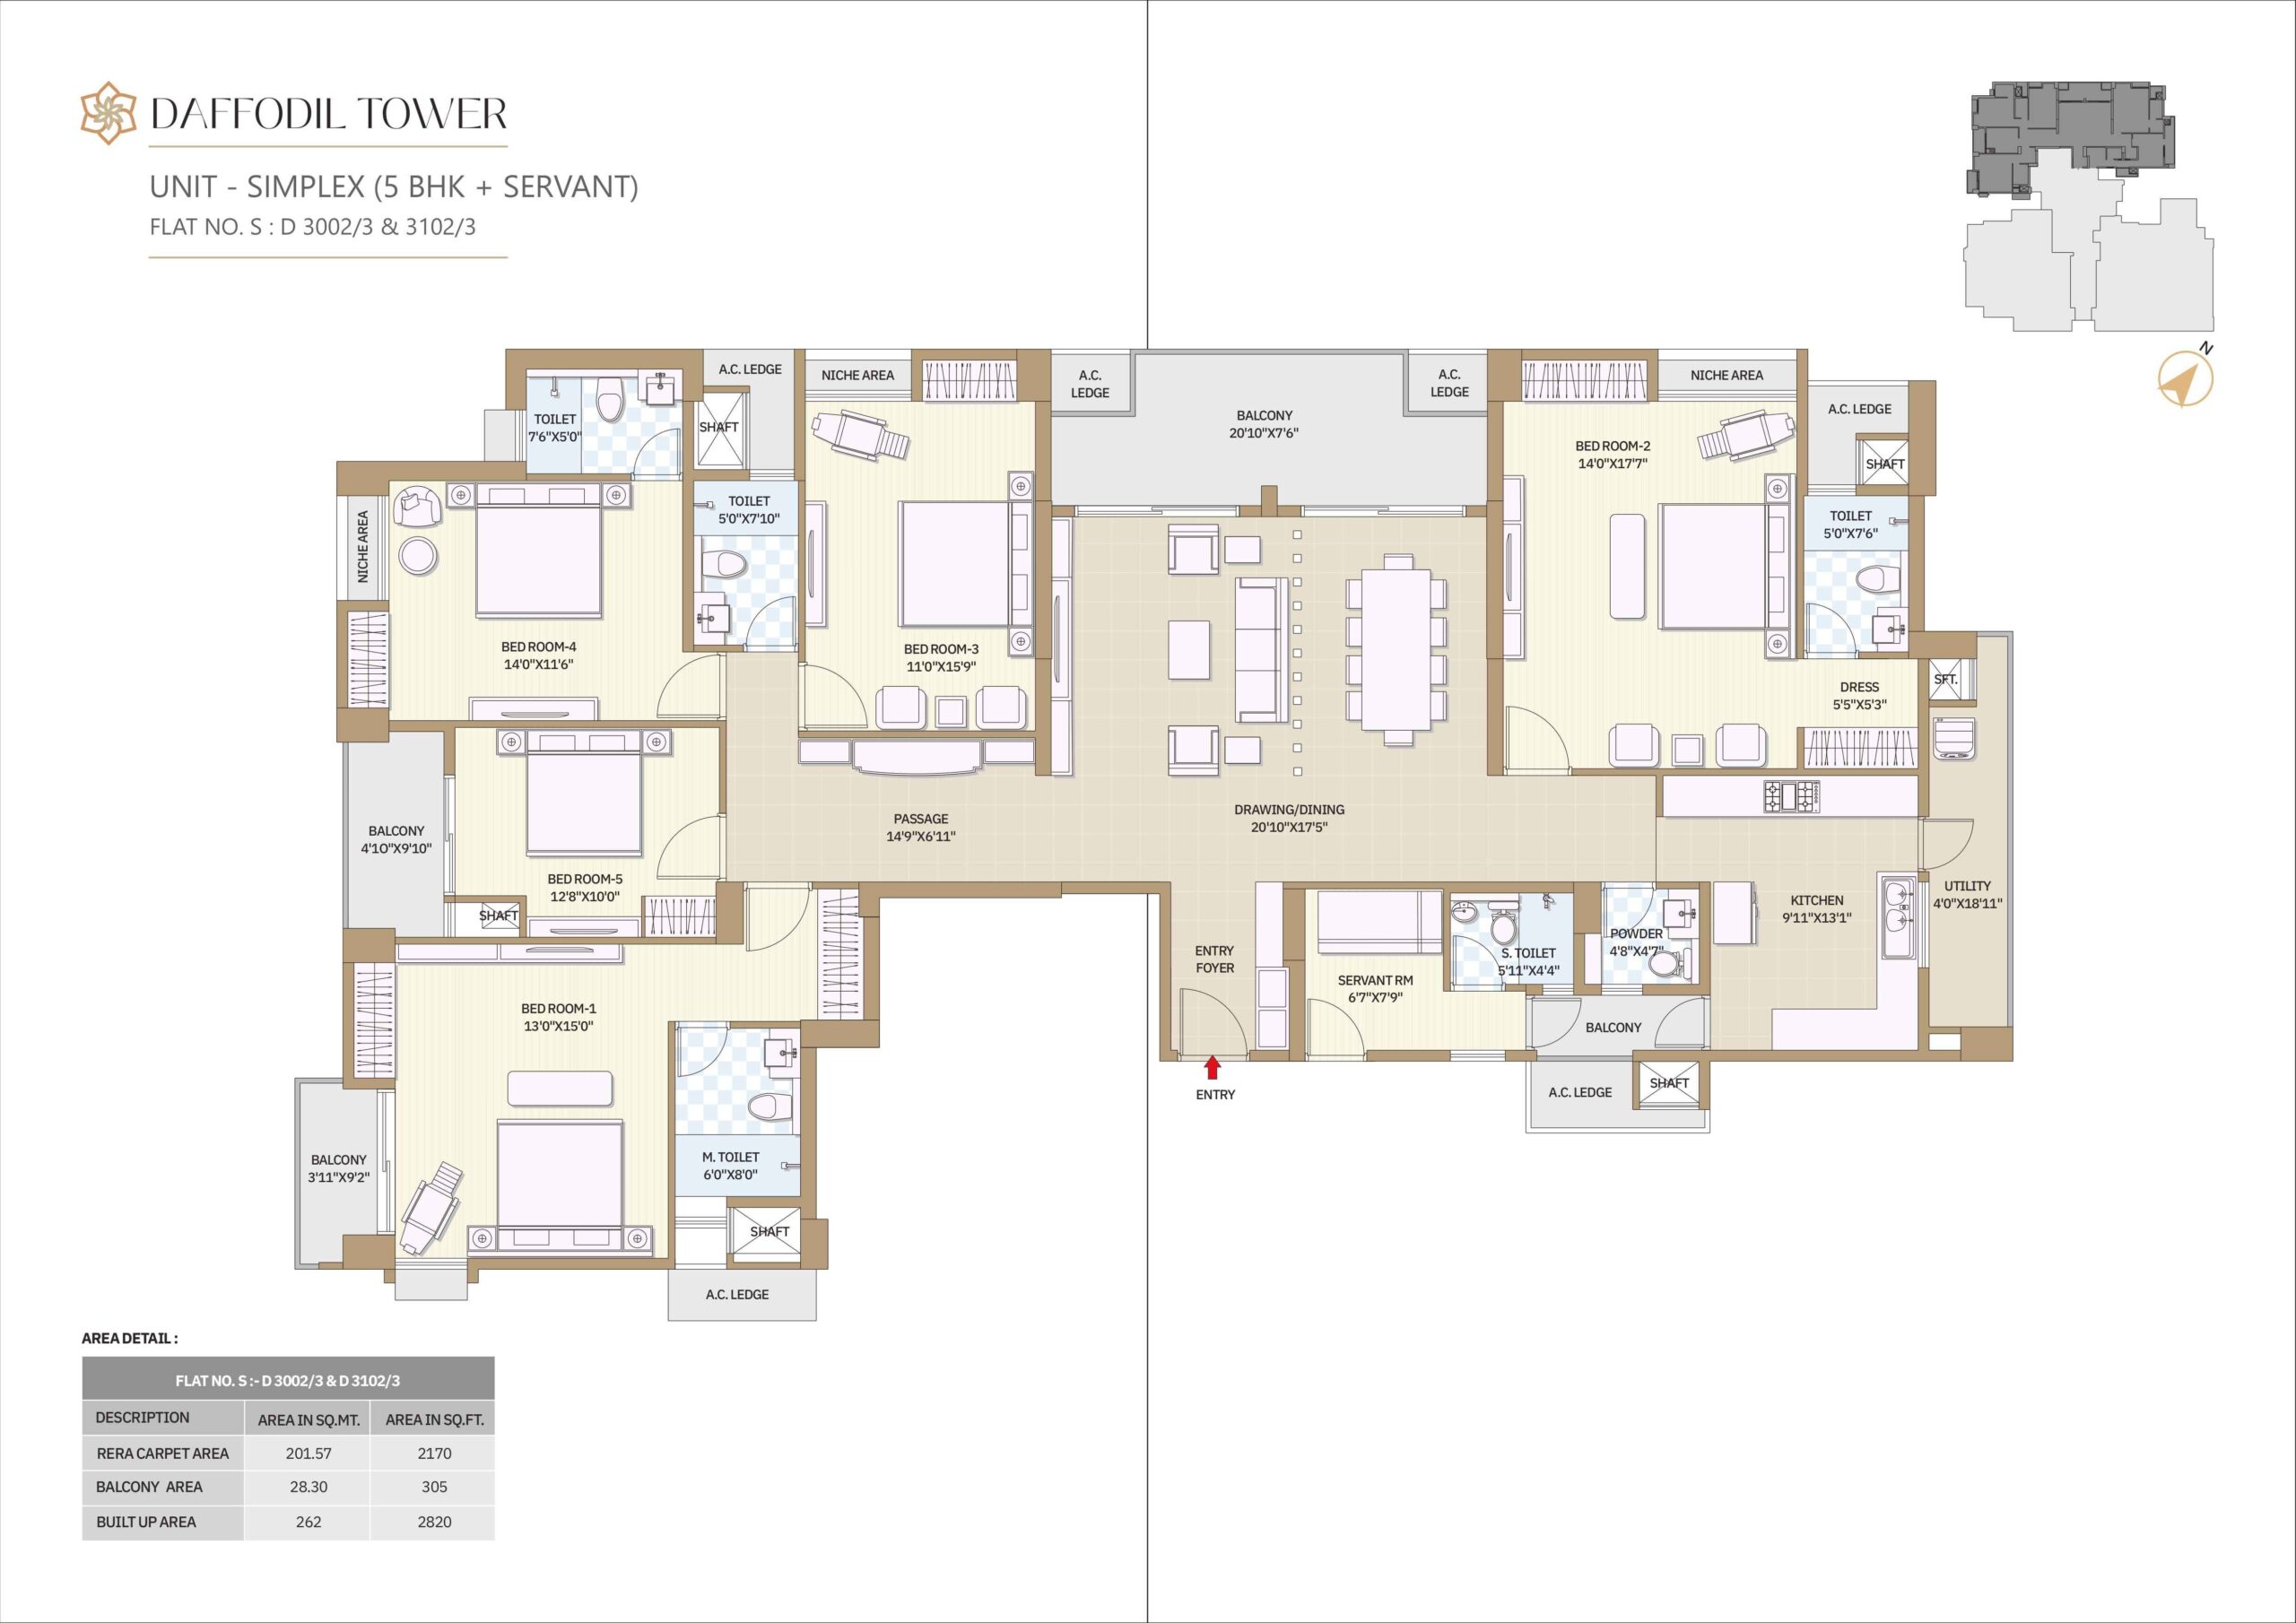 DAFFODIL TOWER
UNIT - SIMPLEX (5 BHK + SERVANT)
FLAT NO. S : D 3002/3 & 3102/3
N
A.C. LEDGE
NICHE AREA
A.C.
LEDGE
BALCONY
20'10"X7'6"
A.C.
LEDGE
NICHE AREA
A.C. LEDGE
TOILET
7'6"X5'0"
SHAFT
BED ROOM-2
14'0"X17'7"
SHAFT
NICHE AREA
TOILET
5'0"X7'10"
TOILET
5'0"X7'6"
BED ROOM-4
14'0"X11'6"
BED ROOM-3
11'0"X15'9"
DRESS
5'5"X5'3"
SFT.
BALCONY
4'10"X9'10"
PASSAGE
14'9"X6'11"
DRAWING/DINING
20'10"X17'5"
BED ROOM-5
12'8"X10'0"
SHAFT
KITCHEN
9'11"X13'1"
UTILITY
4'0"X18'11"
ENTRY
FOYER
SERVANT RM
6'7"X7'9"
S. TOILET
5'11"X4'4"
POWDER
4'8"X4'7"
BED ROOM-1
13'0"X15'0"
BALCONY
A.C. LEDGE
SHAFT
ENTRY
BALCONY
3'11"X9'2"
M. TOILET
6'0"X8'0"
SHAFT
A.C. LEDGE
AREA DETAIL :
FLAT NO. S :- D 3002/3 & D 3102/3
DESCRIPTION AREA IN SQ.MT. AREA IN SQ.FT.
RERA CARPET AREA 201.57 2170
BALCONY AREA 28.30 305
BUILT UP AREA 262 2820